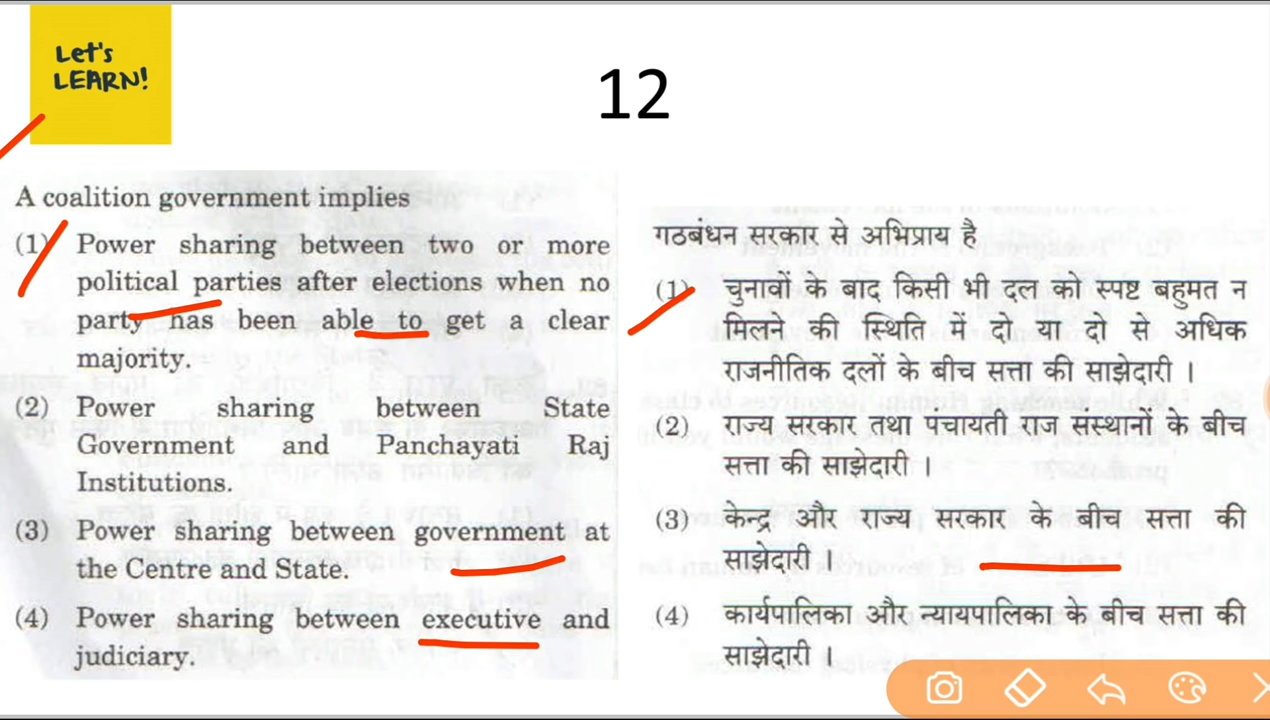 Let's
LEARN!
12
A coalition government implies
(1) Power sharing between two or more
political parties after elections when no
party has been able to get a clear
majority.
(2) Power sharing between State
Government and Panchayati Raj
Institutions.
(3) Power sharing between government at
the Centre and State.
(4) Power sharing between executive and
judiciary.
गठबंधन सरकार से अभिप्राय है
(1) चुनावों के बाद किसी भी दल को स्पष्ट बहुमत न
मिलने की स्थिति में दो या दो से अधिक
राजनीतिक दलों के बीच सत्ता की साझेदारी ।
(2) राज्य सरकार तथा पंचायती राज संस्थानों के बीच
सत्ता की साझेदारी ।
(3) केन्द्र और राज्य सरकार के बीच सत्ता की
साझेदारी ।
(4) कार्यपालिका और न्यायपालिका के बीच सत्ता की
साझेदारी ।